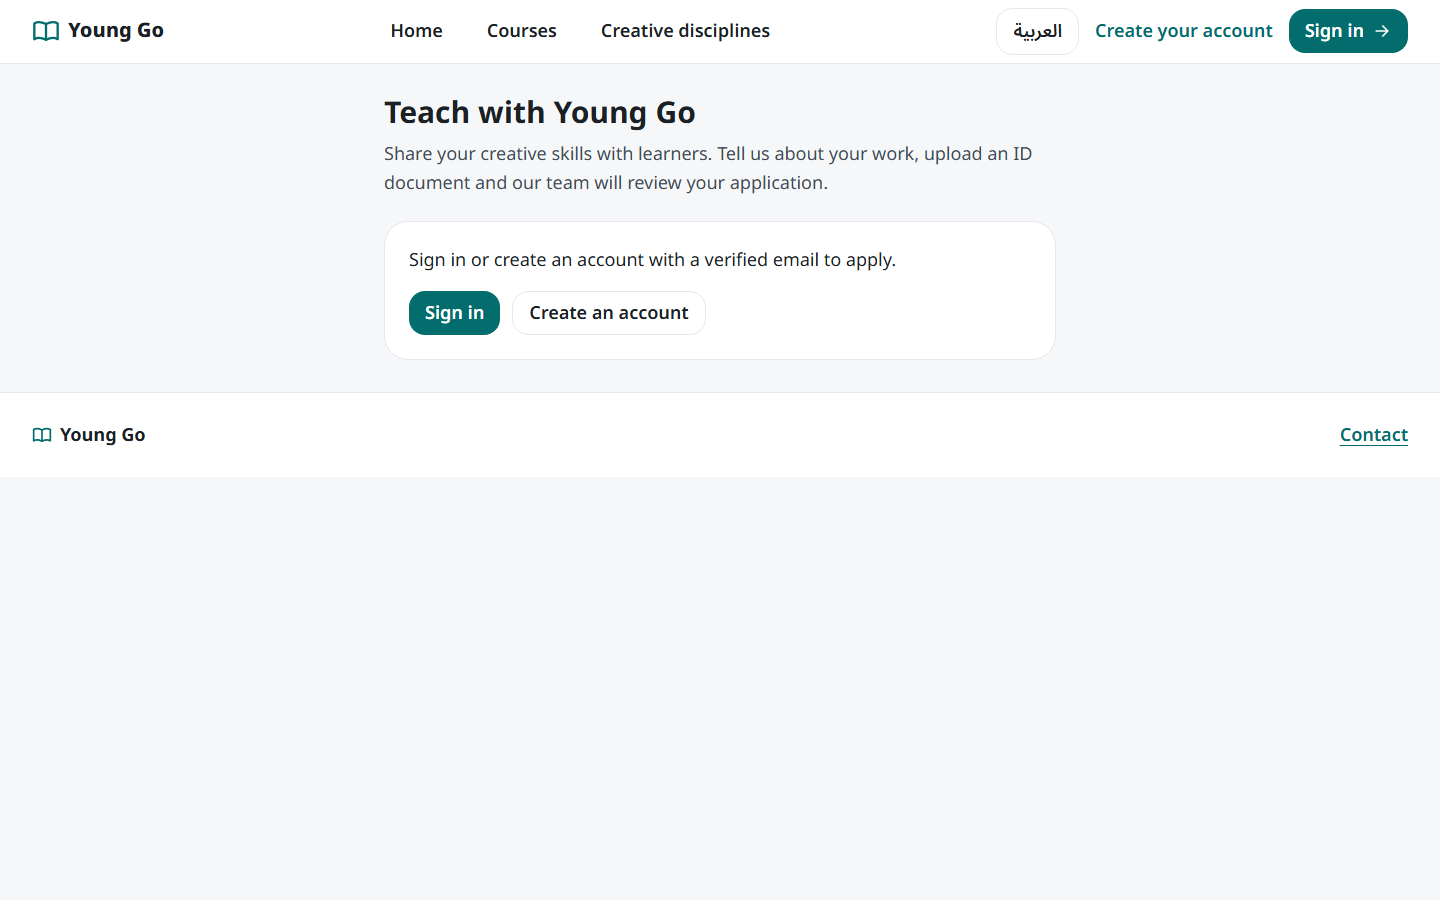 Young Go
Home
Courses
Creative disciplines
العربية
Create your account
Sign in
Teach with Young Go
Share your creative skills with learners. Tell us about your work, upload an ID
document and our team will review your application.
Sign in or create an account with a verified email to apply.
Sign in
Create an account
Young Go
Contact